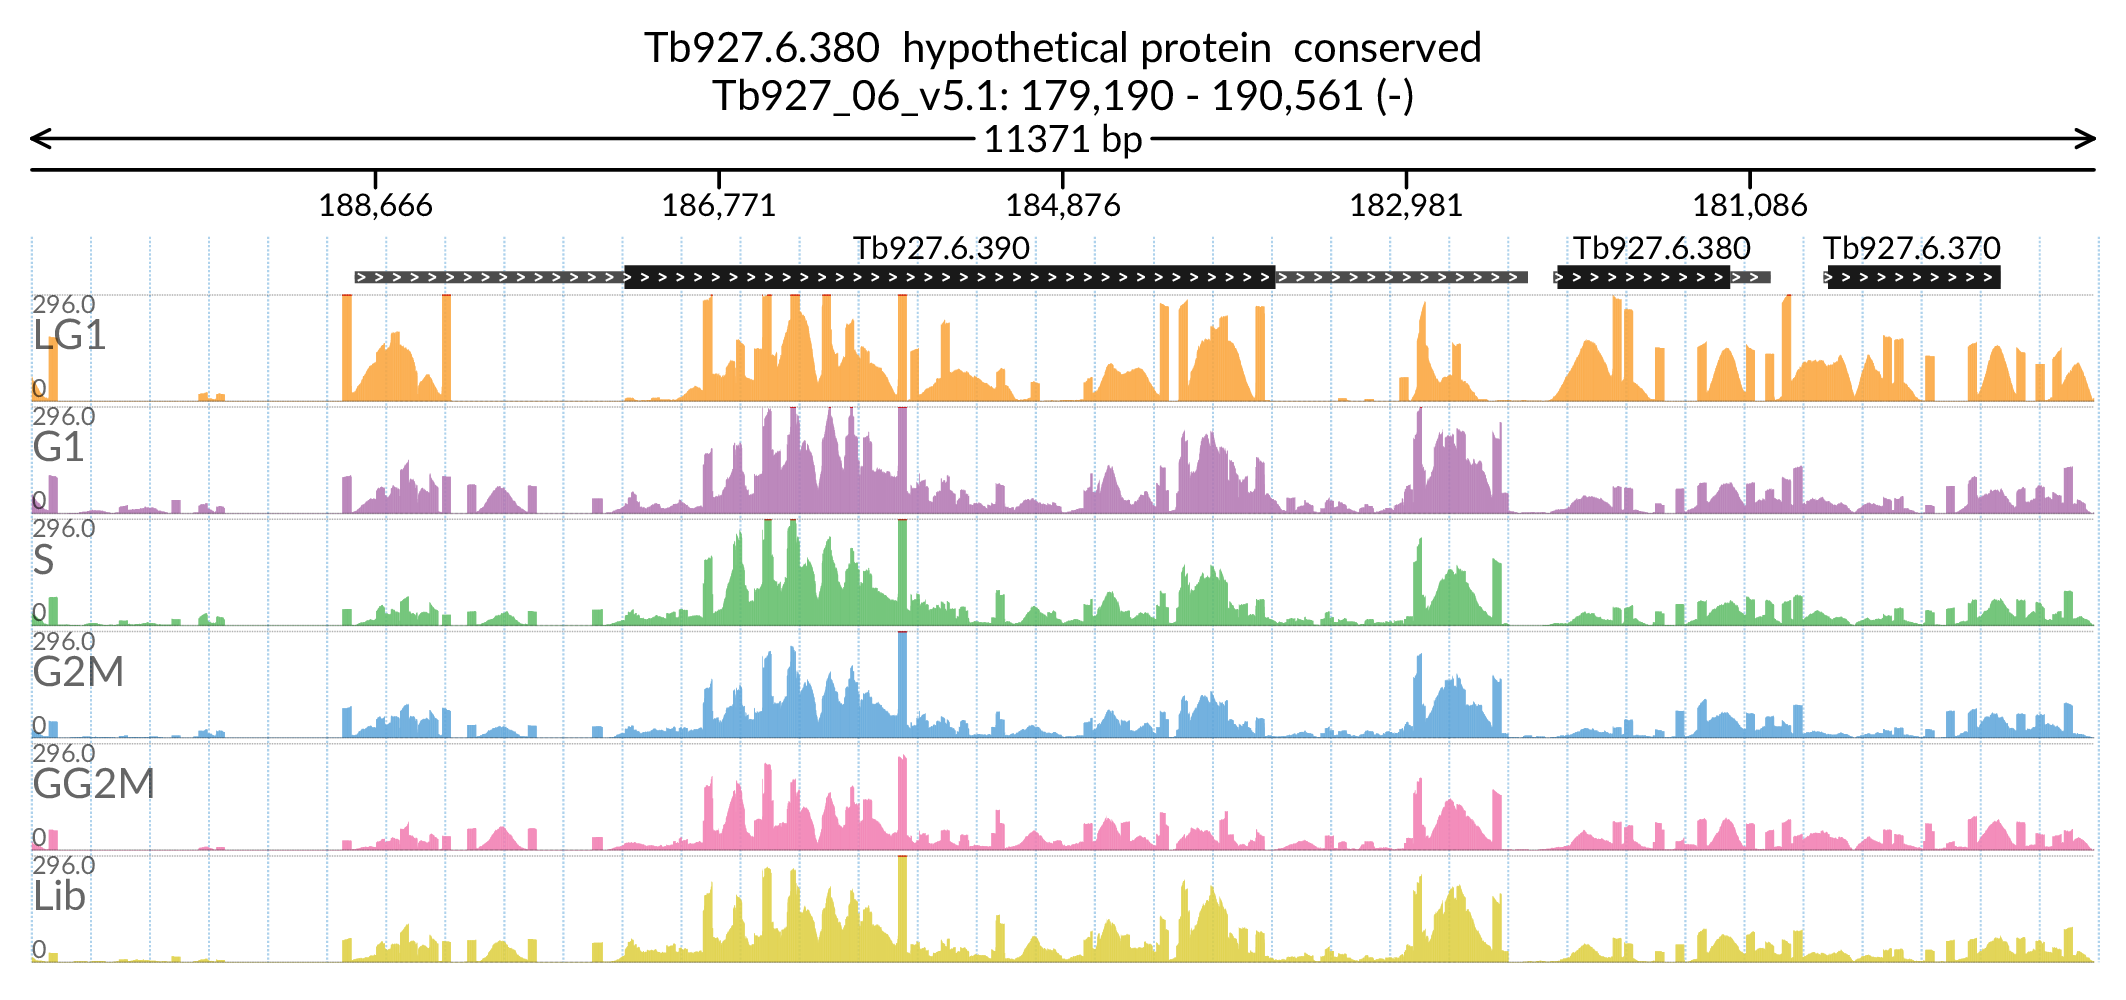 Tb927.6.380  hypothetical protein  conserved
Tb927_06_v5.1: 179,190 - 190,561 (-)
11371 bp
188,666 186,771 184,876 182,981 181,086
Tb927.6.390 Tb927.6.380 Tb927.6.370
296.0
LG1
0
296.0
G1
0
296.0
S
0
296.0
G2M
0
296.0
GG2M
0
296.0
Lib
0